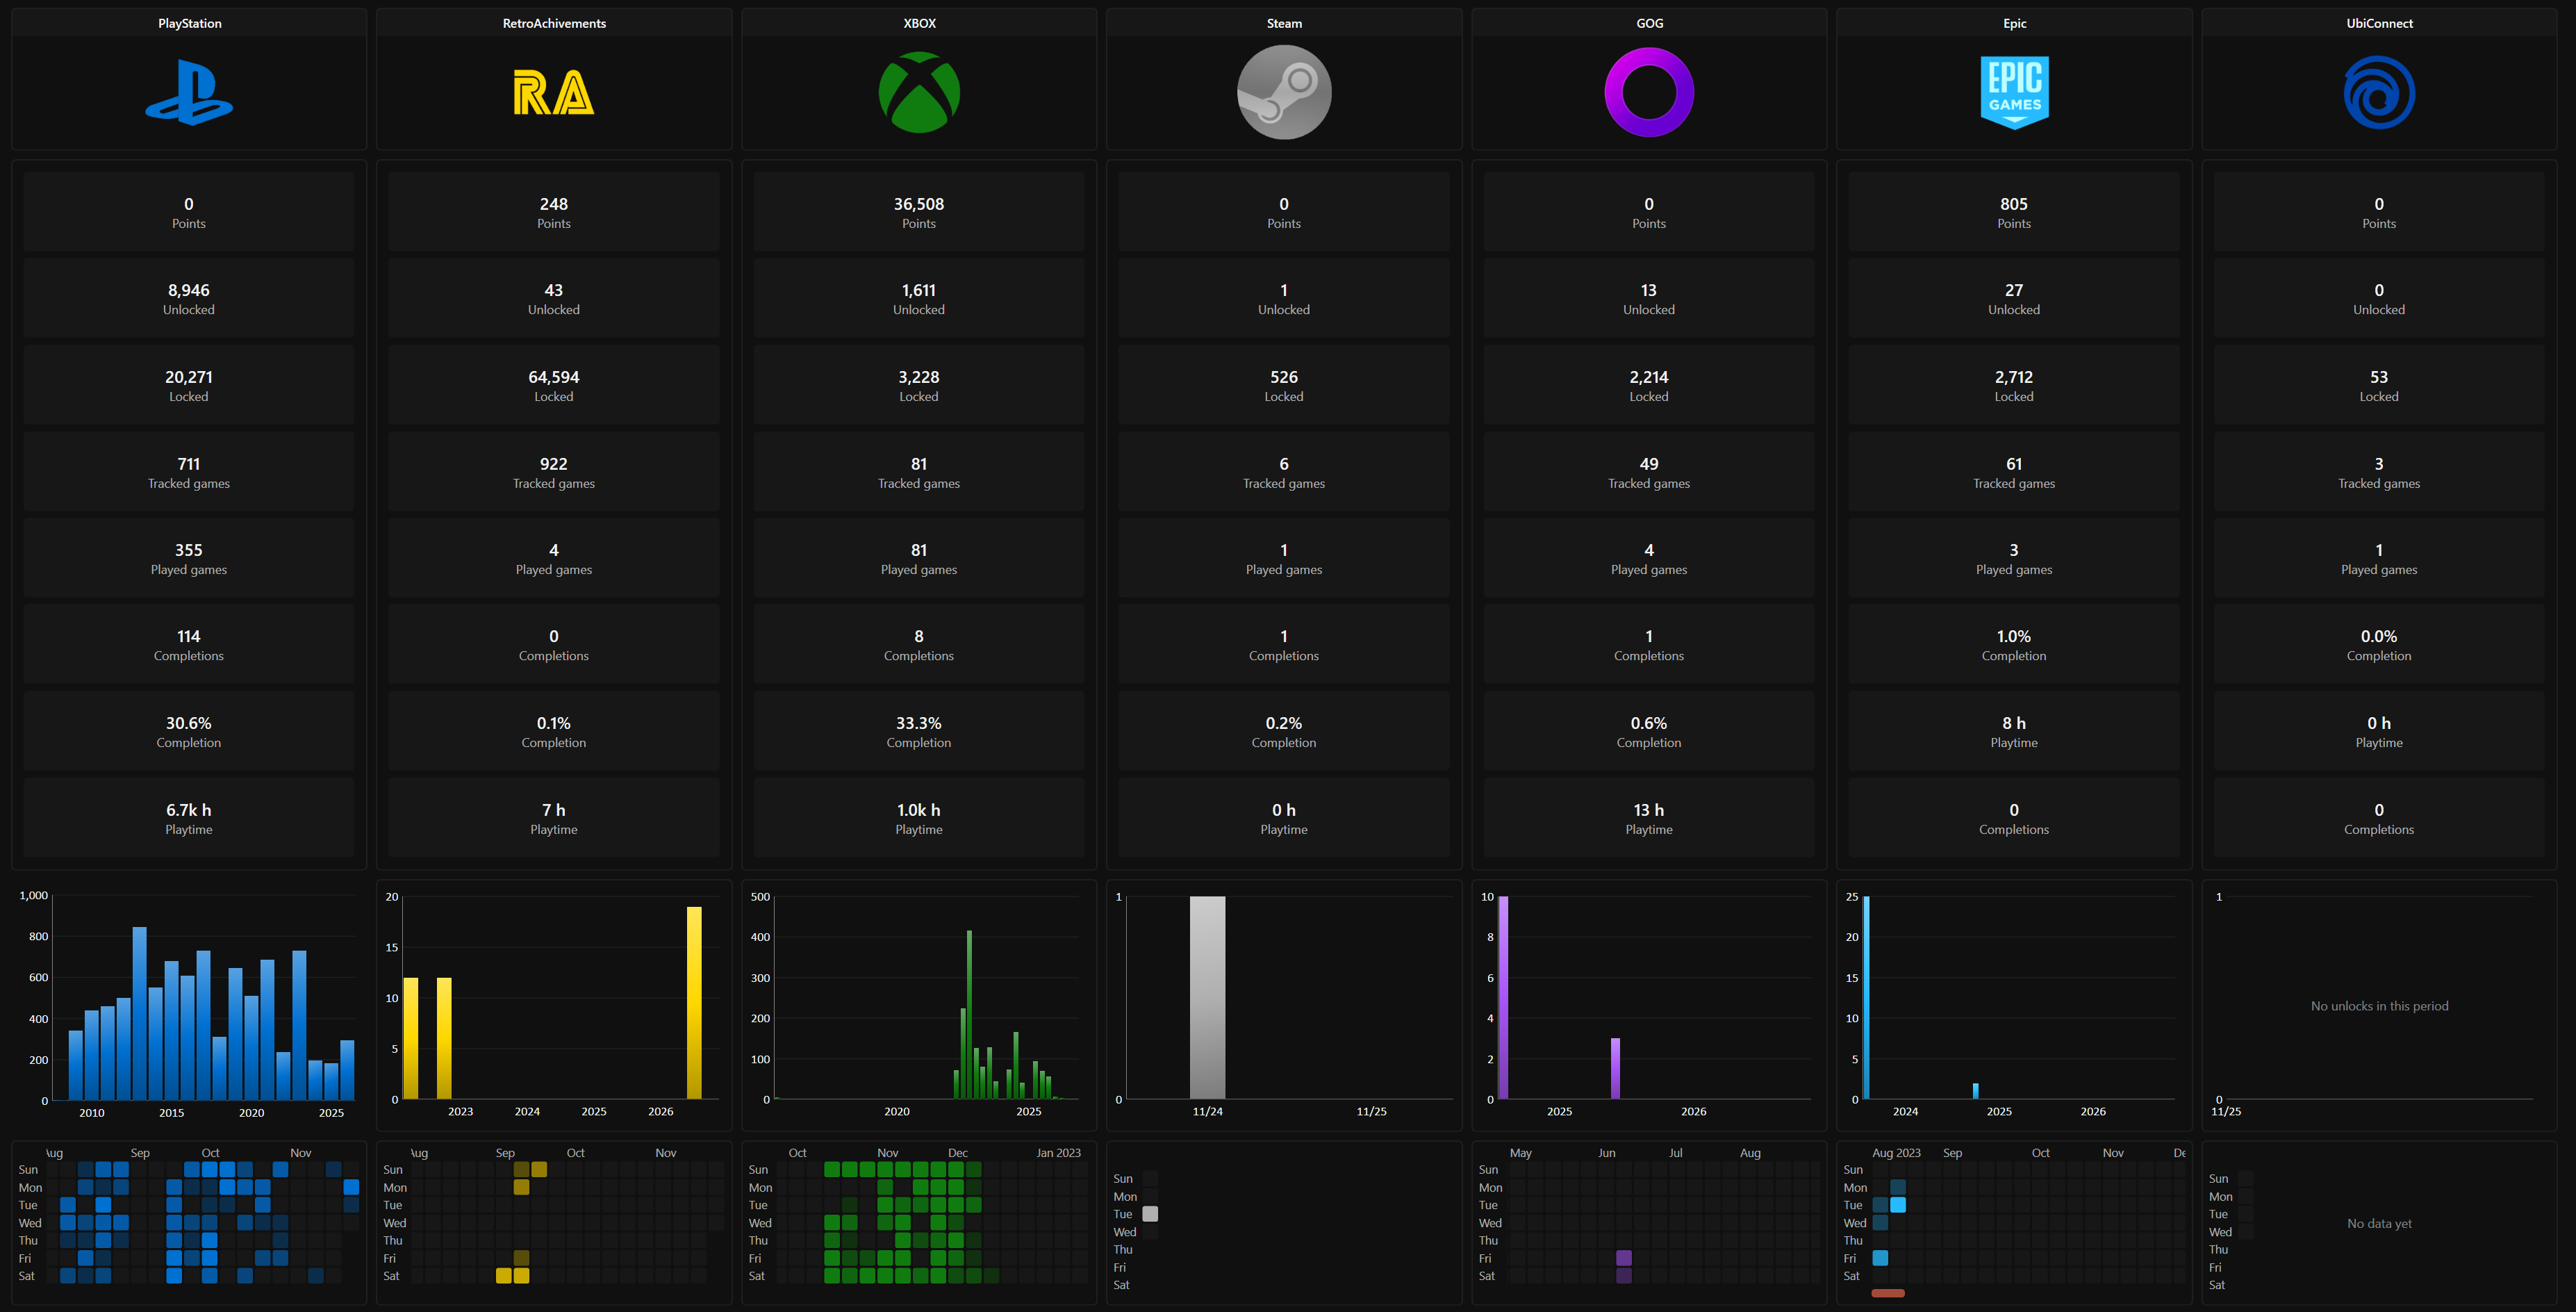 PlayStation
RetroAchivements
XBOX
Steam
GOG
Epic
UbiConnect
RA
EPIC
GAMES
0
Points
8,946
Unlocked
20,271
Locked
711
Tracked games
355
Played games
114
Completions
30.6%
Completion
6.7k h
Playtime
248
Points
43
Unlocked
64,594
Locked
922
Tracked games
4
Played games
0
Completions
0.1%
Completion
7 h
Playtime
36,508
Points
1,611
Unlocked
3,228
Locked
81
Tracked games
81
Played games
8
Completions
33.3%
Completion
1.0k h
Playtime
0
Points
1
Unlocked
526
Locked
6
Tracked games
1
Played games
1
Completions
0.2%
Completion
0 h
Playtime
0
Points
13
Unlocked
2,214
Locked
49
Tracked games
4
Played games
1
Completions
0.6%
Completion
13 h
Playtime
805
Points
27
Unlocked
2,712
Locked
61
Tracked games
3
Played games
1.0%
Completion
8 h
Playtime
0
Completions
0
Points
0
Unlocked
53
Locked
3
Tracked games
1
Played games
0.0%
Completion
0 h
Playtime
0
Completions
1,000
800
600
400
200
0
2010 2015 2020 2025
20
15
10
5
0
2023 2024 2025 2026
500
400
300
200
100
0
2020 2025
1
0
11/24 11/25
10
8
6
4
2
0
2025 2026
25
20
15
10
5
0
2024 2025 2026
1
No unlocks in this period
0
11/25
Aug Sep Oct Nov
Sun
Mon
Tue
Wed
Thu
Fri
Sat
Aug Sep Oct Nov
Sun
Mon
Tue
Wed
Thu
Fri
Sat
Oct Nov Dec Jan 2023
Sun
Mon
Tue
Wed
Thu
Fri
Sat
Sun
Mon
Tue
Wed
Thu
Fri
Sat
May Jun Jul Aug
Sun
Mon
Tue
Wed
Thu
Fri
Sat
Aug 2023 Sep Oct Nov De
Sun
Mon
Tue
Wed
Thu
Fri
Sat
Sun
Mon
Tue
Wed
Thu
Fri
Sat
No data yet